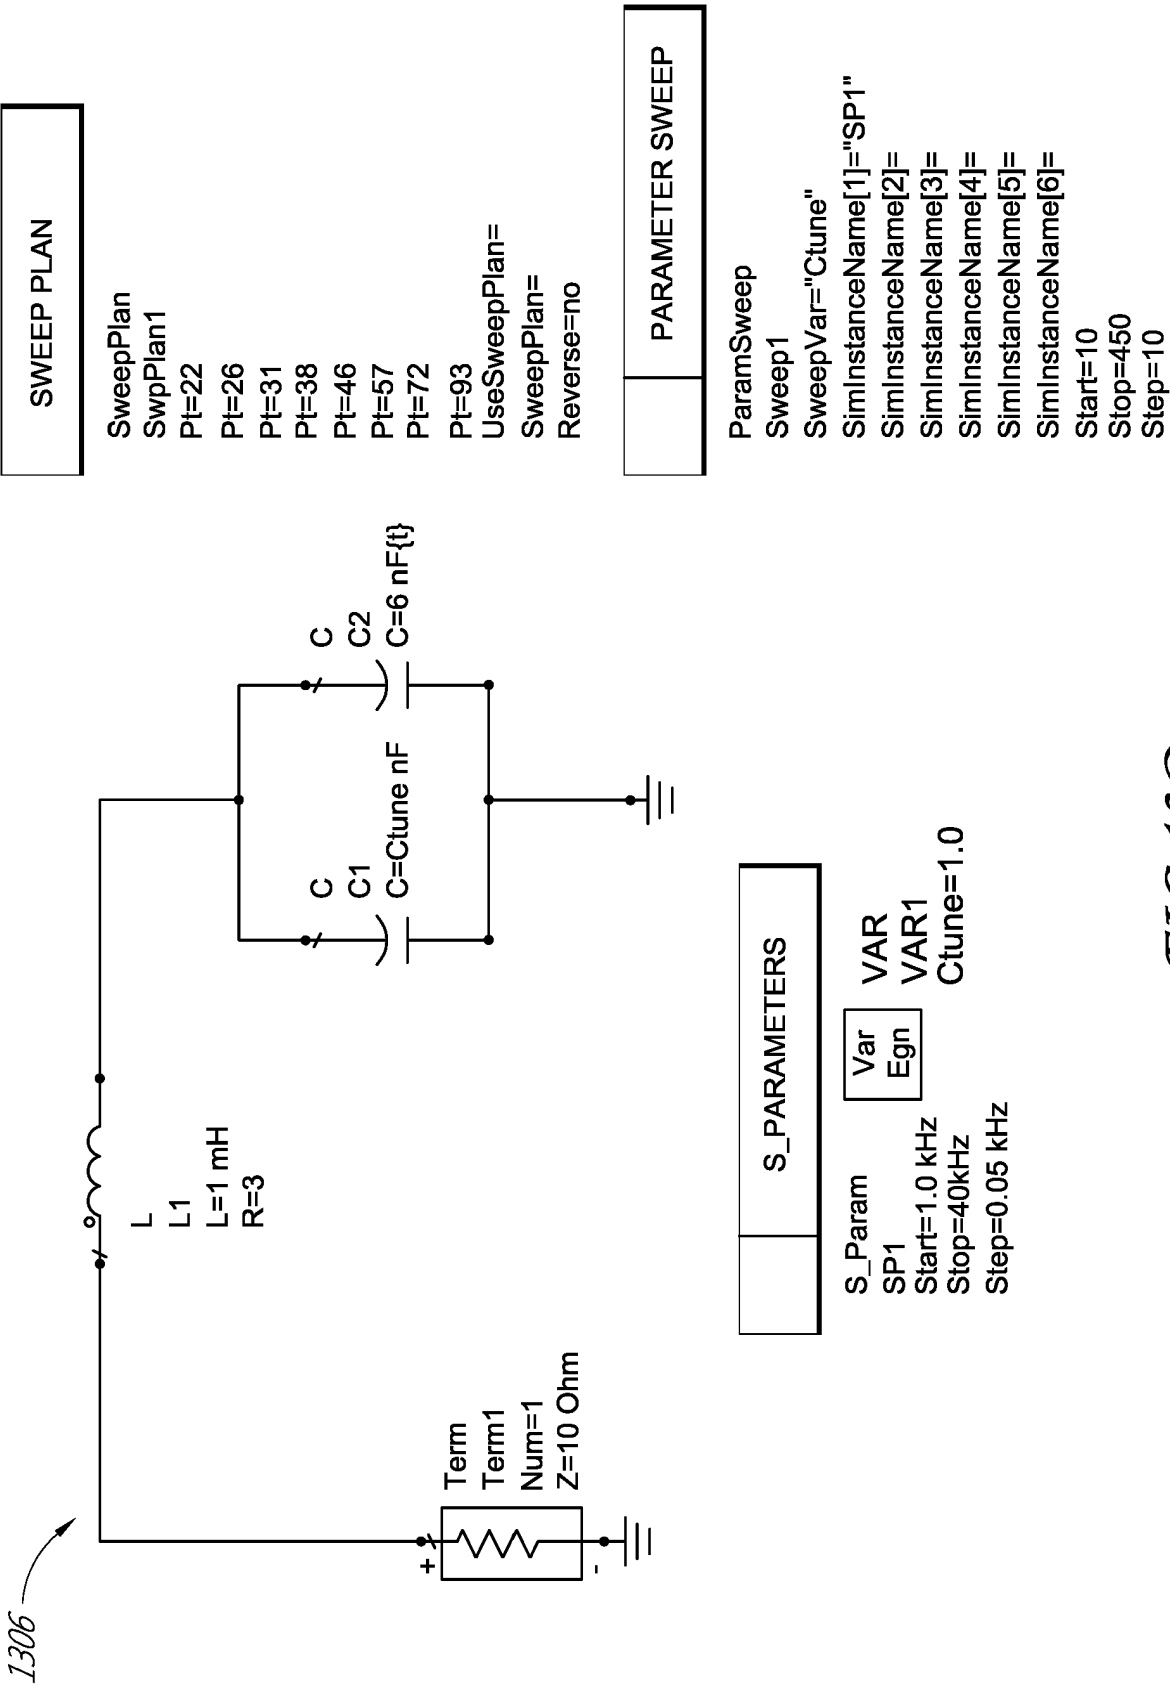 1306
L
L1
L=1 mH
R=3
Term
Term1
Num=1
Z=10 Ohm
+
-
C
C1
C=Ctune nF
C
C2
C=6 nF{t}
SWEEP PLAN
SweepPlan
SwpPlan1
Pt=22
Pt=26
Pt=31
Pt=38
Pt=46
Pt=57
Pt=72
Pt=93
UseSweepPlan=
SweepPlan=
Reverse=no
S_PARAMETERS
S_Param
SP1
Start=1.0 kHz
Stop=40kHz
Step=0.05 kHz
Var
Egn
VAR
VAR1
Ctune=1.0
PARAMETER SWEEP
ParamSweep
Sweep1
SweepVar="Ctune"
SimInstanceName[1]="SP1"
SimInstanceName[2]=
SimInstanceName[3]=
SimInstanceName[4]=
SimInstanceName[5]=
SimInstanceName[6]=
Start=10
Stop=450
Step=10